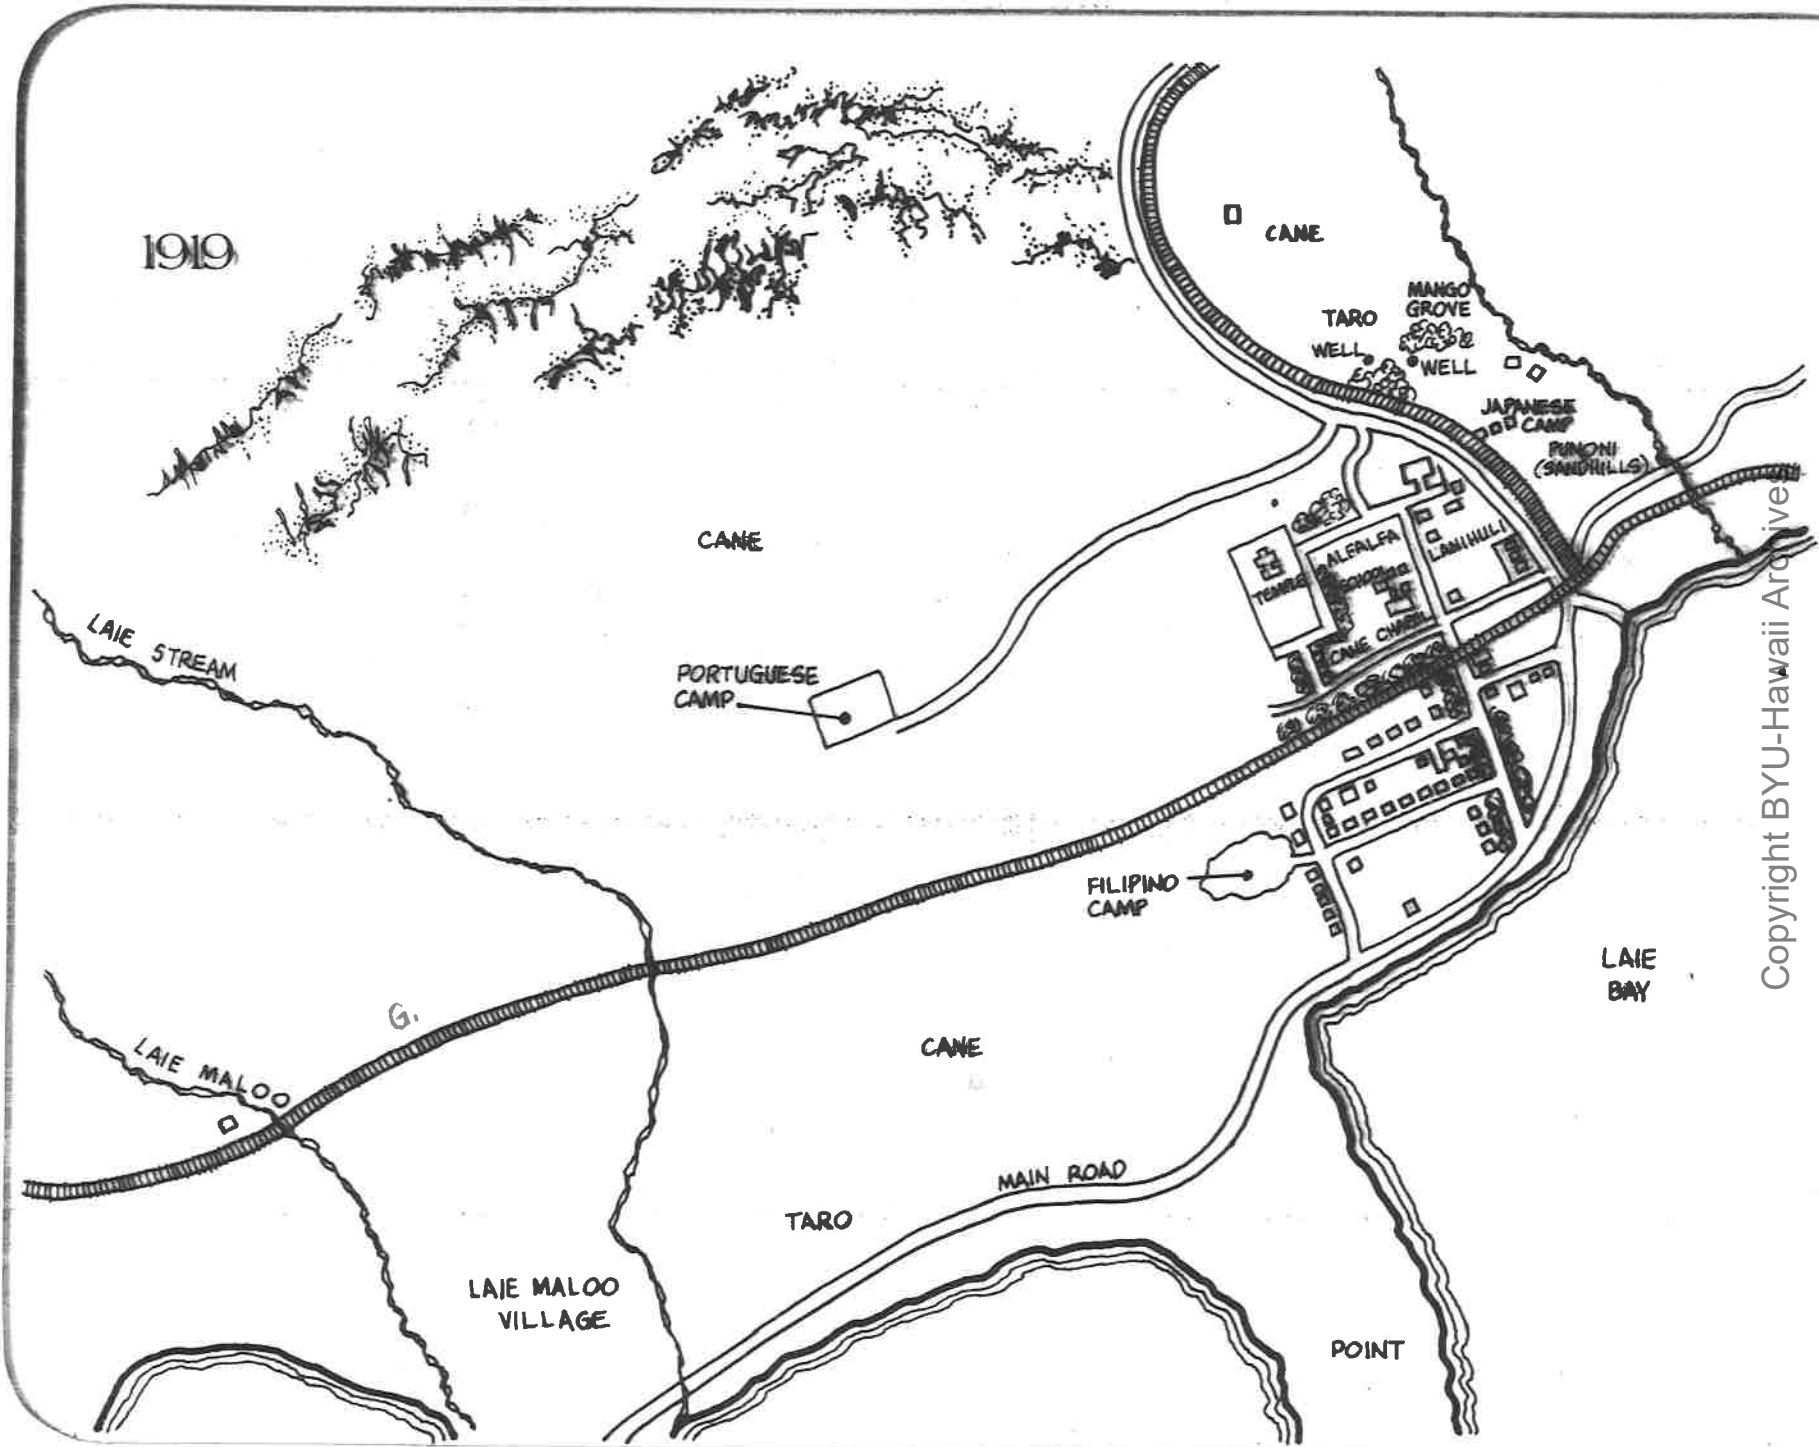 1919
CANE
MANGO
GROVE
TARO
WELL
WELL
JAPANESE
CAMP
PUNONI
(SANDHILLS)
CANE
ALFALFA
LANIHULI
TEMPLE
SCHOOL
CANE CHAPEL
LAIE STREAM
PORTUGUESE
CAMP
FILIPINO
CAMP
LAIE
BAY
G.
LAIE MALOO
CANE
MAIN ROAD
TARO
LAIE MALOO
VILLAGE
POINT
Copyright BYU-Hawaii Archives